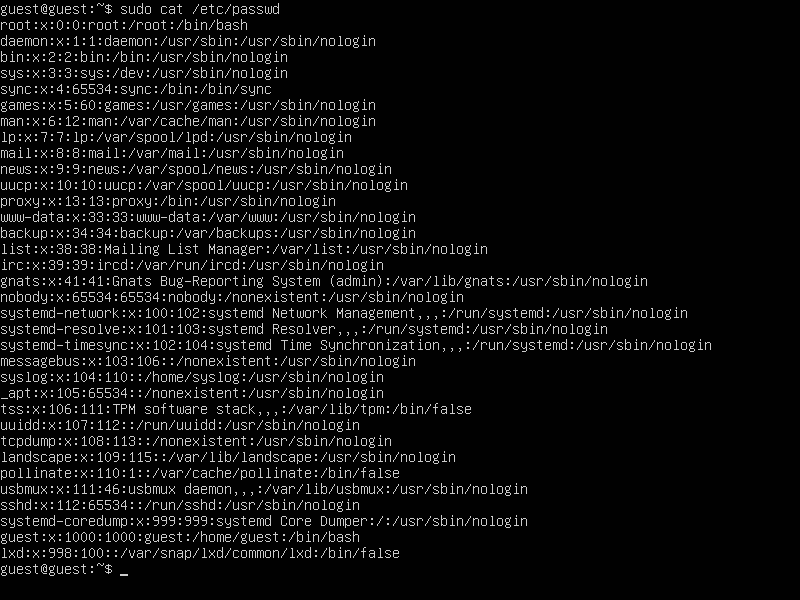 guest@guest:~$ sudo cat /etc/passwd
root:x:0:0:root:/root:/bin/bash
daemon:x:1:1:daemon:/usr/sbin:/usr/sbin/nologin
bin:x:2:2:bin:/bin:/usr/sbin/nologin
sys:x:3:3:sys:/dev:/usr/sbin/nologin
sync:x:4:65534:sync:/bin:/bin/sync
games:x:5:60:games:/usr/games:/usr/sbin/nologin
man:x:6:12:man:/var/cache/man:/usr/sbin/nologin
lp:x:7:7:lp:/var/spool/lpd:/usr/sbin/nologin
mail:x:8:8:mail:/var/mail:/usr/sbin/nologin
news:x:9:9:news:/var/spool/news:/usr/sbin/nologin
uucp:x:10:10:uucp:/var/spool/uucp:/usr/sbin/nologin
proxy:x:13:13:proxy:/bin:/usr/sbin/nologin
www-data:x:33:33:www-data:/var/www:/usr/sbin/nologin
backup:x:34:34:backup:/var/backups:/usr/sbin/nologin
list:x:38:38:Mailing List Manager:/var/list:/usr/sbin/nologin
irc:x:39:39:ircd:/var/run/ircd:/usr/sbin/nologin
gnats:x:41:41:Gnats Bug-Reporting System (admin):/var/lib/gnats:/usr/sbin/nologin
nobody:x:65534:65534:nobody:/nonexistent:/usr/sbin/nologin
systemd-network:x:100:102:systemd Network Management,,,:/run/systemd:/usr/sbin/nologin
systemd-resolve:x:101:103:systemd Resolver,,,:/run/systemd:/usr/sbin/nologin
systemd-timesync:x:102:104:systemd Time Synchronization,,,:/run/systemd:/usr/sbin/nologin
messagebus:x:103:106::/nonexistent:/usr/sbin/nologin
syslog:x:104:110::/home/syslog:/usr/sbin/nologin
_apt:x:105:65534::/nonexistent:/usr/sbin/nologin
tss:x:106:111:TPM software stack,,,:/var/lib/tpm:/bin/false
uuidd:x:107:112::/run/uuidd:/usr/sbin/nologin
tcpdump:x:108:113::/nonexistent:/usr/sbin/nologin
landscape:x:109:115::/var/lib/landscape:/usr/sbin/nologin
pollinate:x:110:1::/var/cache/pollinate:/bin/false
usbmux:x:111:46:usbmux daemon,,,:/var/lib/usbmux:/usr/sbin/nologin
sshd:x:112:65534::/run/sshd:/usr/sbin/nologin
systemd-coredump:x:999:999:systemd Core Dumper:/:/usr/sbin/nologin
guest:x:1000:1000:guest:/home/guest:/bin/bash
lxd:x:998:100::/var/snap/lxd/common/lxd:/bin/false
guest@guest:~$ _